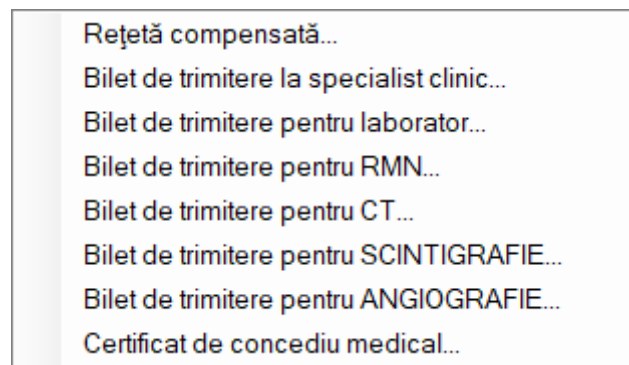 Reţetă compensată...
Bilet de trimitere la specialist clinic...
Bilet de trimitere pentru laborator...
Bilet de trimitere pentru RMN...
Bilet de trimitere pentru CT...
Bilet de trimitere pentru SCINTIGRAFIE...
Bilet de trimitere pentru ANGIOGRAFIE...
Certificat de concediu medical...